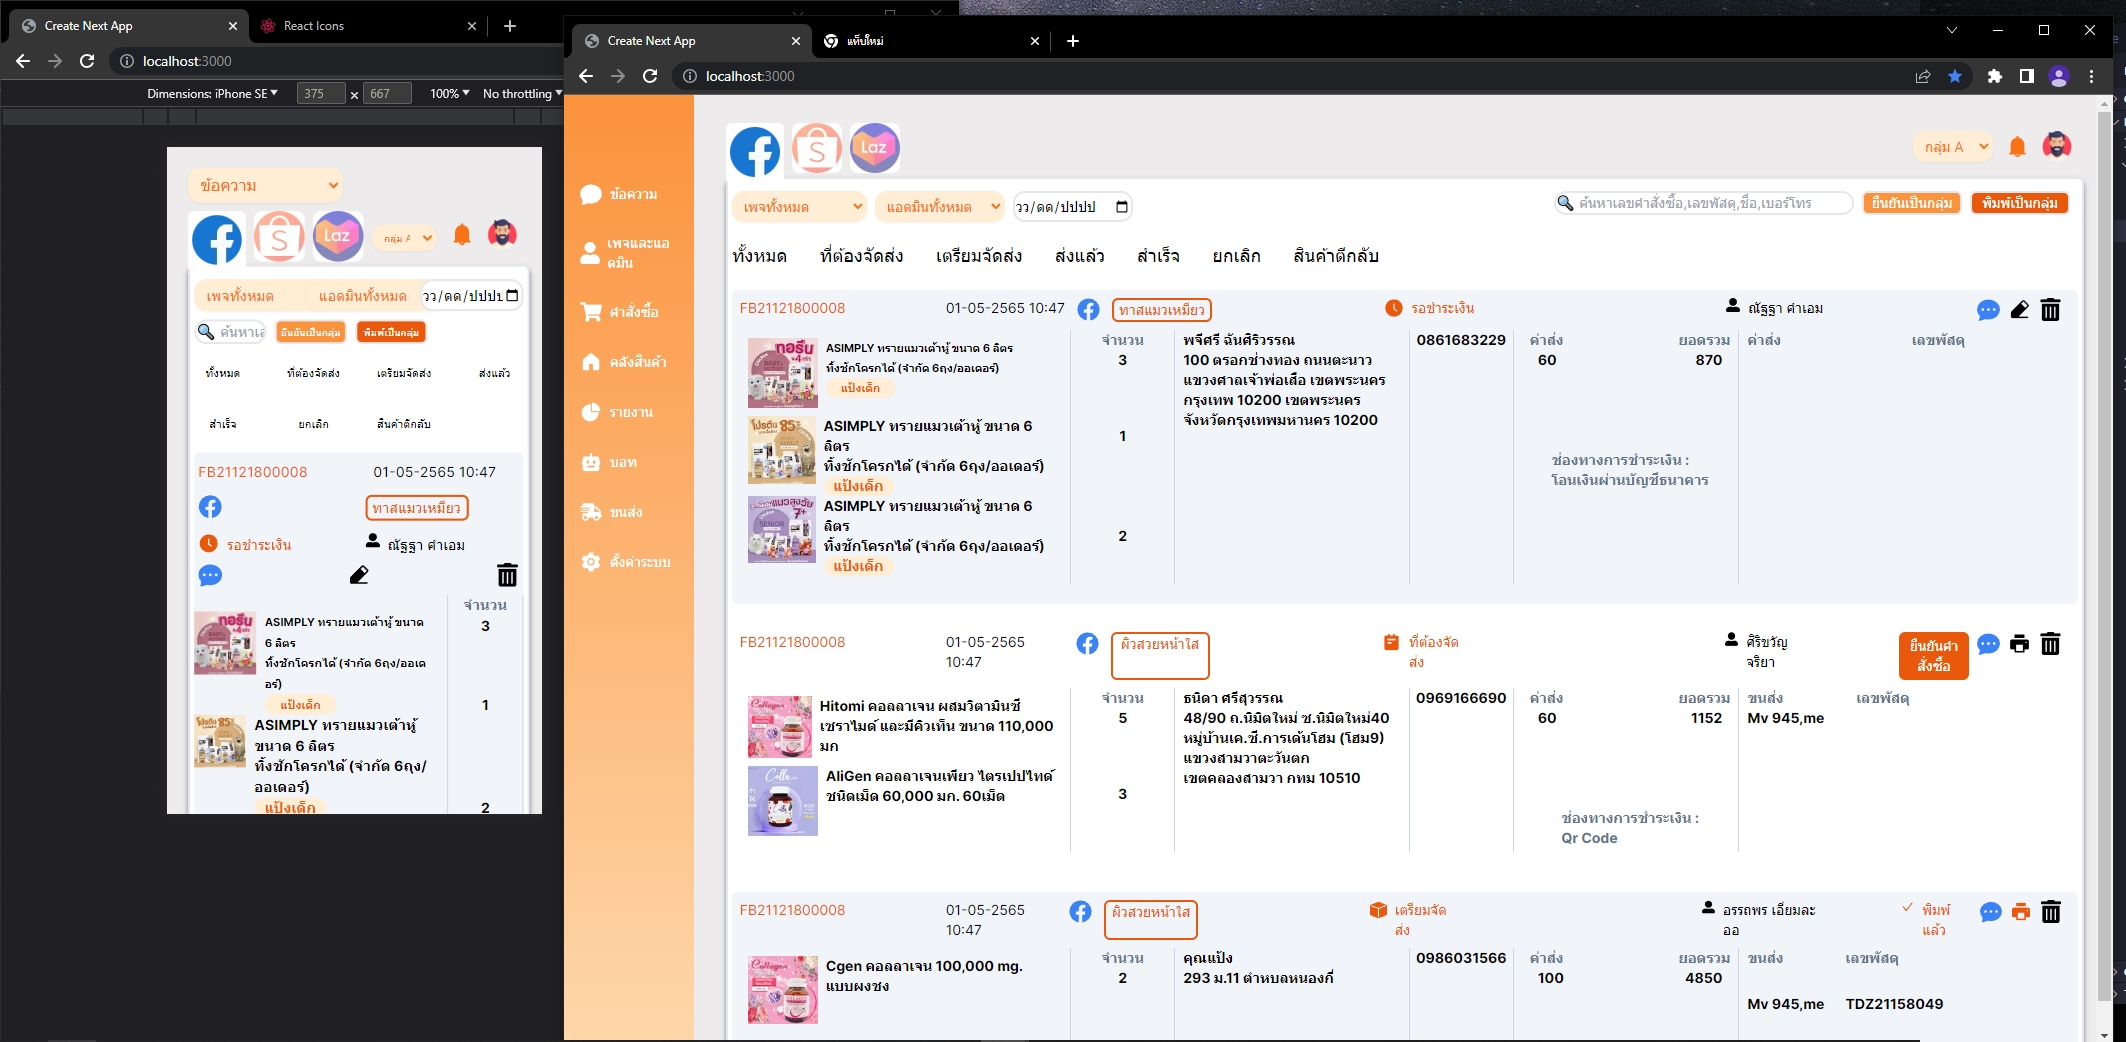 Create Next App
React Icons
localhost:3000
Dimensions: iPhone SE
375 x 667
100%
No throttling
ข้อความ
S
Laz
กลุ่ม A
เพจทั้งหมด
แอดมินทั้งหมด
วว/ดด/ปปปป
ค้นหาเล
ยืนยันเป็นกลุ่ม
พิมพ์เป็นกลุ่ม
ทั้งหมด
ที่ต้องจัดส่ง
เตรียมจัดส่ง
ส่งแล้ว
สำเร็จ
ยกเลิก
สินค้าตีกลับ
FB21121800008
01-05-2565 10:47
ทาสแมวเหมียว
รอชำระเงิน
ณัฐฐา คำเอม
จำนวน
3
ASIMPLY ทรายแมวเต้าหู้ ขนาด
6 ลิตร
ทิ้งชักโครกได้ (จำกัด 6ถุง/ออเด
อร์)
แป้งเด็ก
1
ASIMPLY ทรายแมวเต้าหู้
ขนาด 6 ลิตร
ทิ้งชักโครกได้ (จำกัด 6ถุง/
ออเดอร์)
แป้งเด็ก
2
Create Next App
แท็บใหม่
localhost:3000
ข้อความ
เพจและแอ
ดมิน
คำสั่งซื้อ
คลังสินค้า
รายงาน
บอท
ขนส่ง
ตั้งค่าระบบ
S
Laz
กลุ่ม A
เพจทั้งหมด
แอดมินทั้งหมด
วว/ดด/ปปปป
ค้นหาเลขคำสั่งซื้อ,เลขพัสดุ,ชื่อ,เบอร์โทร
ยืนยันเป็นกลุ่ม
พิมพ์เป็นกลุ่ม
ทั้งหมด
ที่ต้องจัดส่ง
เตรียมจัดส่ง
ส่งแล้ว
สำเร็จ
ยกเลิก
สินค้าตีกลับ
FB21121800008
01-05-2565 10:47
ทาสแมวเหมียว
รอชำระเงิน
ณัฐฐา คำเอม
ASIMPLY ทรายแมวเต้าหู้ ขนาด 6 ลิตร
ทิ้งชักโครกได้ (จำกัด 6ถุง/ออเดอร์)
แป้งเด็ก
ASIMPLY ทรายแมวเต้าหู้ ขนาด 6
ลิตร
ทิ้งชักโครกได้ (จำกัด 6ถุง/ออเดอร์)
แป้งเด็ก
ASIMPLY ทรายแมวเต้าหู้ ขนาด 6
ลิตร
ทิ้งชักโครกได้ (จำกัด 6ถุง/ออเดอร์)
แป้งเด็ก
จำนวน
3
1
2
พจีศรี ฉันศิริวรรณ
100 ตรอกช่างทอง ถนนตะนาว
แขวงศาลเจ้าพ่อเสือ เขตพระนคร
กรุงเทพ 10200 เขตพระนคร
จังหวัดกรุงเทพมหานคร 10200
0861683229
ค่าส่ง
60
ยอดรวม
870
ช่องทางการชำระเงิน :
โอนเงินผ่านบัญชีธนาคาร
ค่าส่ง
เลขพัสดุ
FB21121800008
01-05-2565
10:47
ผิวสวยหน้าใส
ที่ต้องจัด
ส่ง
ศิริขวัญ
จริยา
ยืนยันคำ
สั่งซื้อ
Hitomi คอลลาเจน ผสมวิตามินซี
เซราไมด์ และมีคิวเท็น ขนาด 110,000
มก
AliGen คอลลาเจนเพียว ไตรเปปไทด์
ชนิดเม็ด 60,000 มก. 60เม็ด
จำนวน
5
3
ธนิดา ศรีสุวรรณ
48/90 ถ.นิมิตใหม่ ซ.นิมิตใหม่40
หมู่บ้านเค.ซี.การเด้นโฮม (โฮม9)
แขวงสามวาตะวันตก
เขตคลองสามวา กทม 10510
0969166690
ค่าส่ง
60
ยอดรวม
1152
ช่องทางการชำระเงิน :
Qr Code
ขนส่ง
Mv 945,me
เลขพัสดุ
FB21121800008
01-05-2565
10:47
ผิวสวยหน้าใส
เตรียมจัด
ส่ง
อรรถพร เอี่ยมละ
ออ
พิมพ์
แล้ว
Cgen คอลลาเจน 100,000 mg.
แบบผงชง
จำนวน
2
คุณแป้ง
293 ม.11 ตำหบลหนองกี่
0986031566
ค่าส่ง
100
ยอดรวม
4850
ขนส่ง
Mv 945,me
เลขพัสดุ
TDZ21158049